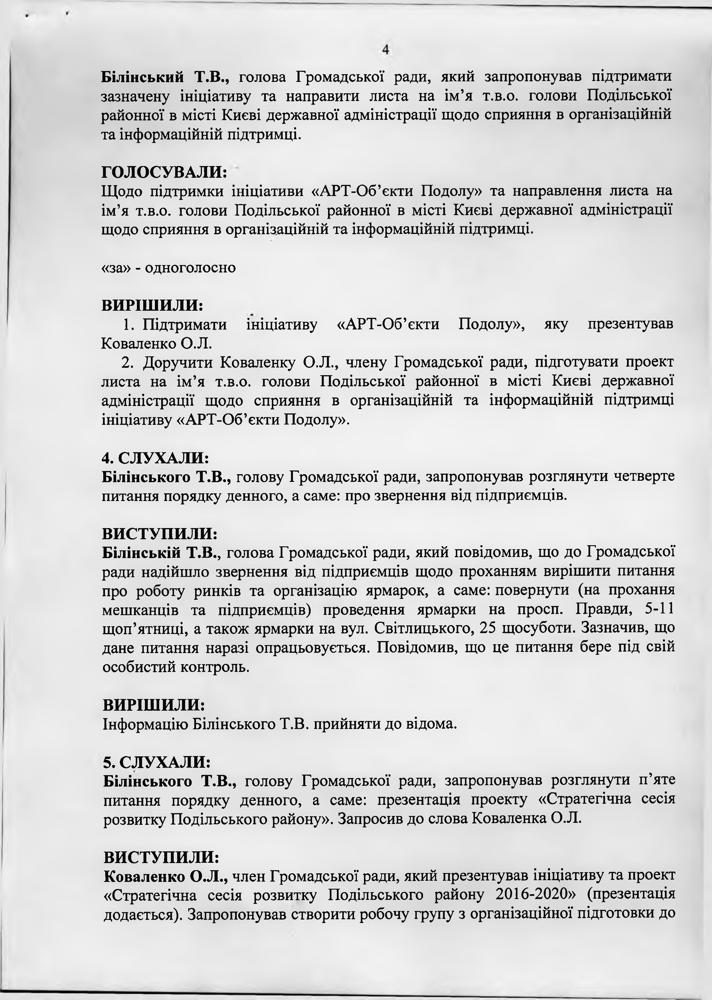 4
Білінський Т.В., голова Громадської ради, який запропонував підтримати
зазначену ініціативу та направити листа на ім’я т.в.о. голови Подільської
районної в місті Києві державної адміністрації щодо сприяння в організаційній
та інформаційній підтримці.
ГОЛОСУВАЛИ:
Щодо підтримки ініціативи «АРТ-Об’єкти Подолу» та направлення листа на
ім’я т.в.о. голови Подільської районної в місті Києві державної адміністрації
щодо сприяння в організаційній та інформаційній підтримці.
«за» - одноголосно
ВИРІШИЛИ:
1. Підтримати ініціативу «АРТ-Об’єкти Подолу», яку презентував
Коваленко О.Л.
2. Доручити Коваленку О.Л., члену Громадської ради, підготувати проект
листа на ім’я т.в.о. голови Подільської районної в місті Києві державної
адміністрації щодо сприяння в організаційній та інформаційній підтримці
ініціативу «АРТ-Об’єкти Подолу».
4. СЛУХАЛИ:
Білінського Т.В., голову Громадської ради, запропонував розглянути четверте
питання порядку денного, а саме: про звернення від підприємців.
ВИСТУПИЛИ:
Білінській Т.В., голова Громадської ради, який повідомив, що до Громадської
ради надійшло звернення від підприємців щодо проханням вирішити питання
про роботу ринків та організацію ярмарок, а саме: повернути (на прохання
мешканців та підприємців) проведення ярмарки на просп. Правди, 5-11
щоп’ятниці, а також ярмарки на вул. Світлицького, 25 щосуботи. Зазначив, що
дане питання наразі опрацьовується. Повідомив, що це питання бере під свій
особистий контроль.
ВИРІШИЛИ:
Інформацію Білінського Т.В. прийняти до відома.
5. СЛУХАЛИ:
Білінського Т.В., голову Громадської ради, запропонував розглянути п’яте
питання порядку денного, а саме: презентація проекту «Стратегічна сесія
розвитку Подільського району». Запросив до слова Коваленка О.Л.
ВИСТУПИЛИ:
Коваленко О.Л., член Громадської ради, який презентував ініціативу та проект
«Стратегічна сесія розвитку Подільського району 2016-2020» (презентація
додається). Запропонував створити робочу групу з організаційної підготовки до